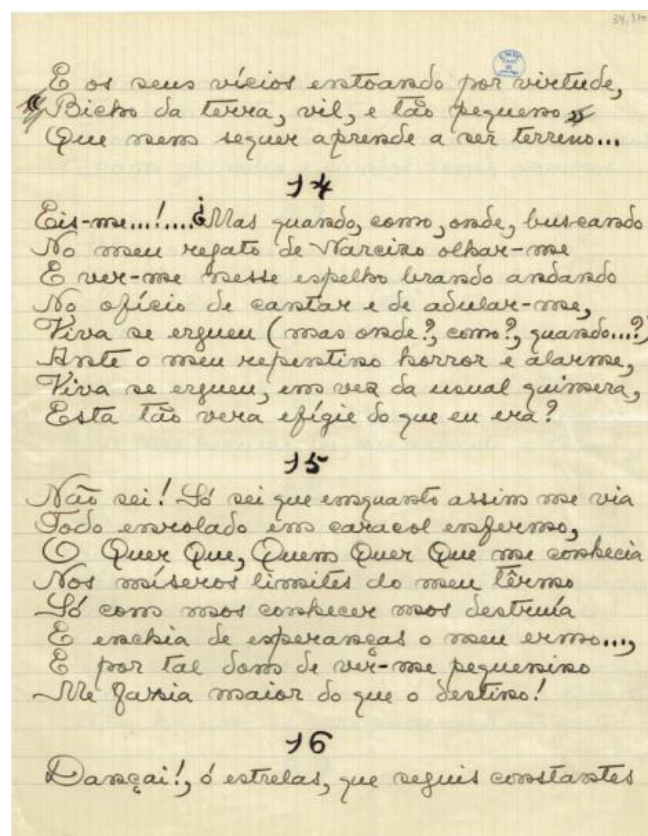 34,370
E os seus vícios entoando por virtude,
"Bicho da terra, vil, e tão pequeno"
Que nem sequer aprende a ser terreno...
14
Eis-me...!....¿Mas quando, como, onde, buscando
No meu regato de Narciso olhar-me
E ver-me nesse espelho brando andando
No ofício de cantar e de adular-me,
Viva se ergueu (mas onde?, como?, quando...?)
Ante o meu repentino horror e alarme,
Viva se ergueu, em vez da usual quimera,
Esta tão vera efígie do que eu era?
15
Não sei! Só sei que enquanto assim me via
Todo enrolado em caracol enfermo,
O Quer Que, Quem Quer Que me conhecia
Nos míseros limites do meu têrmo
Só com mos conhecer mos destruía
E enchia de esperanças o meu ermo...,
E por tal dom de ver-me pequenino
Me fazia maior do que o destino!
16
Dançai!, ó estrelas, que seguis constantes